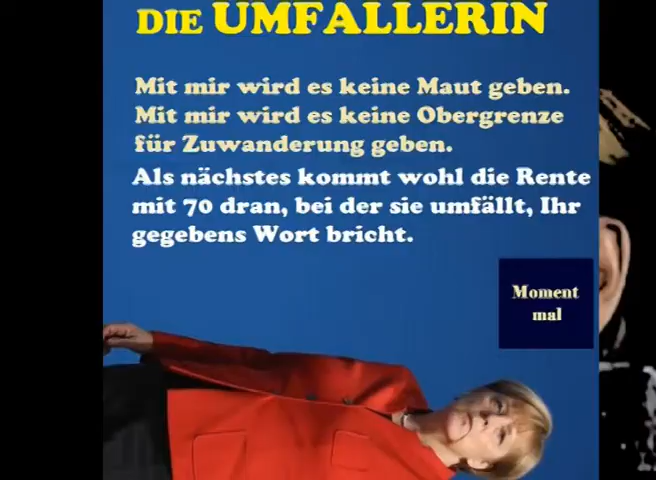 DIE UMFALLERIN
Mit mir wird es keine Maut geben.
Mit mir wird es keine Obergrenze
für Zuwanderung geben.
Als nächstes kommt wohl die Rente
mit 70 dran, bei der sie umfällt, Ihr
gegebens Wort bricht.
Moment
mal